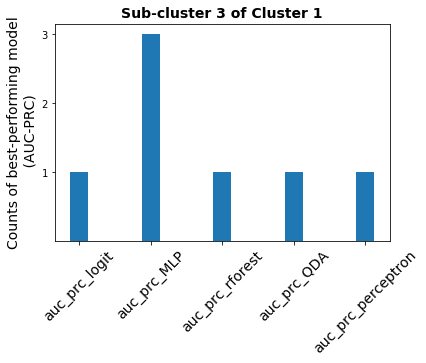 Sub-cluster 3 of Cluster 1
Counts of best-performing model
(AUC-PRC)
3
2
1
auc_prc_logit
auc_prc_MLP
auc_prc_rforest
auc_prc_QDA
auc_prc_perceptron